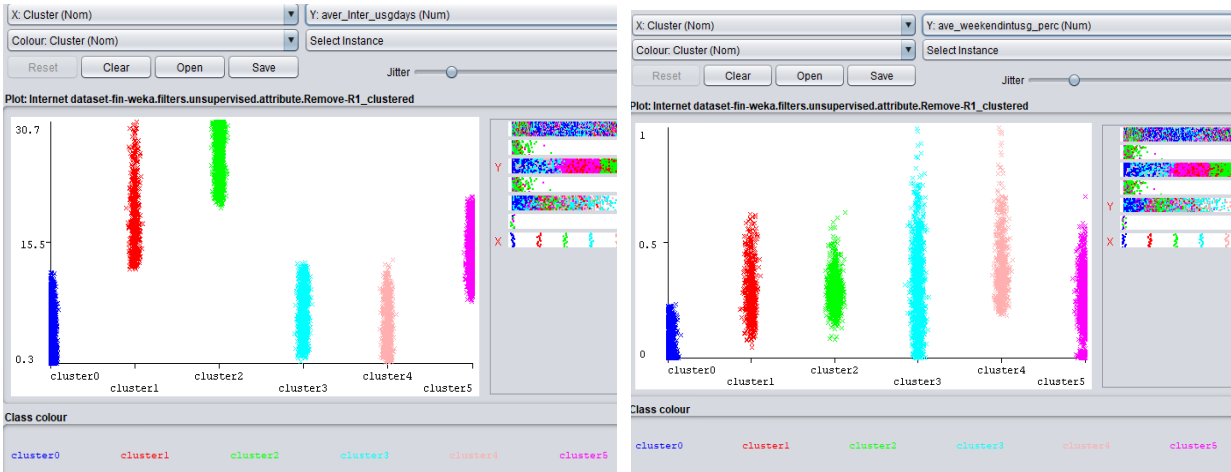 X: Cluster (Nom)
Y: aver_Inter_usgdays (Num)
Colour: Cluster (Nom)
Select Instance
Reset
Clear
Open
Save
Jitter
Plot: Internet dataset-fin-weka.filters.unsupervised.attribute.Remove-R1_clustered
30.7
15.5
0.3
cluster0
cluster1
cluster2
cluster3
cluster4
cluster5
Y
X
Class colour
cluster0 cluster1 cluster2 cluster3 cluster4 cluster5
X: Cluster (Nom)
Y: ave_weekendintusg_perc (Num)
Colour: Cluster (Nom)
Select Instance
Reset
Clear
Open
Save
Jitter
Plot: Internet dataset-fin-weka.filters.unsupervised.attribute.Remove-R1_clustered
1
0.5
0
cluster0
cluster1
cluster2
cluster3
cluster4
cluster5
Y
X
Class colour
cluster0 cluster1 cluster2 cluster3 cluster4 cluster5